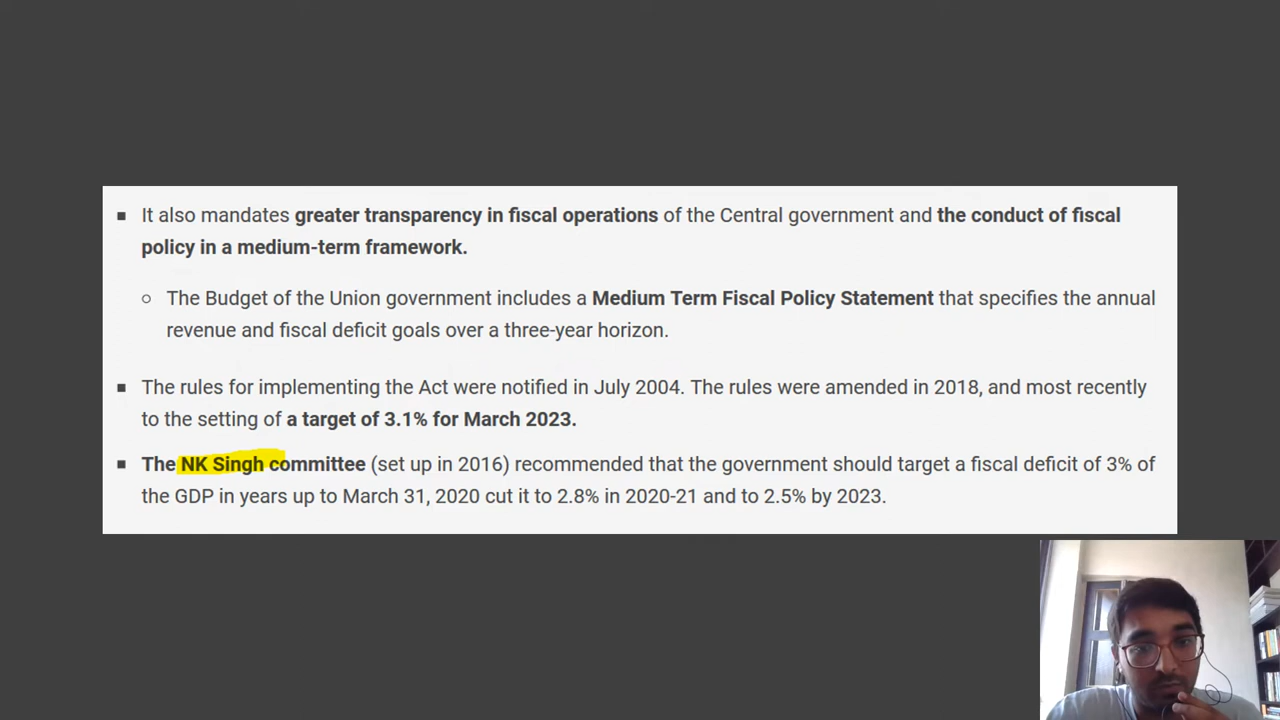 It also mandates greater transparency in fiscal operations of the Central government and the conduct of fiscal
policy in a medium-term framework.
The Budget of the Union government includes a Medium Term Fiscal Policy Statement that specifies the annual
revenue and fiscal deficit goals over a three-year horizon.
The rules for implementing the Act were notified in July 2004. The rules were amended in 2018, and most recently
to the setting of a target of 3.1% for March 2023.
The NK Singh committee (set up in 2016) recommended that the government should target a fiscal deficit of 3% of
the GDP in years up to March 31, 2020 cut it to 2.8% in 2020-21 and to 2.5% by 2023.